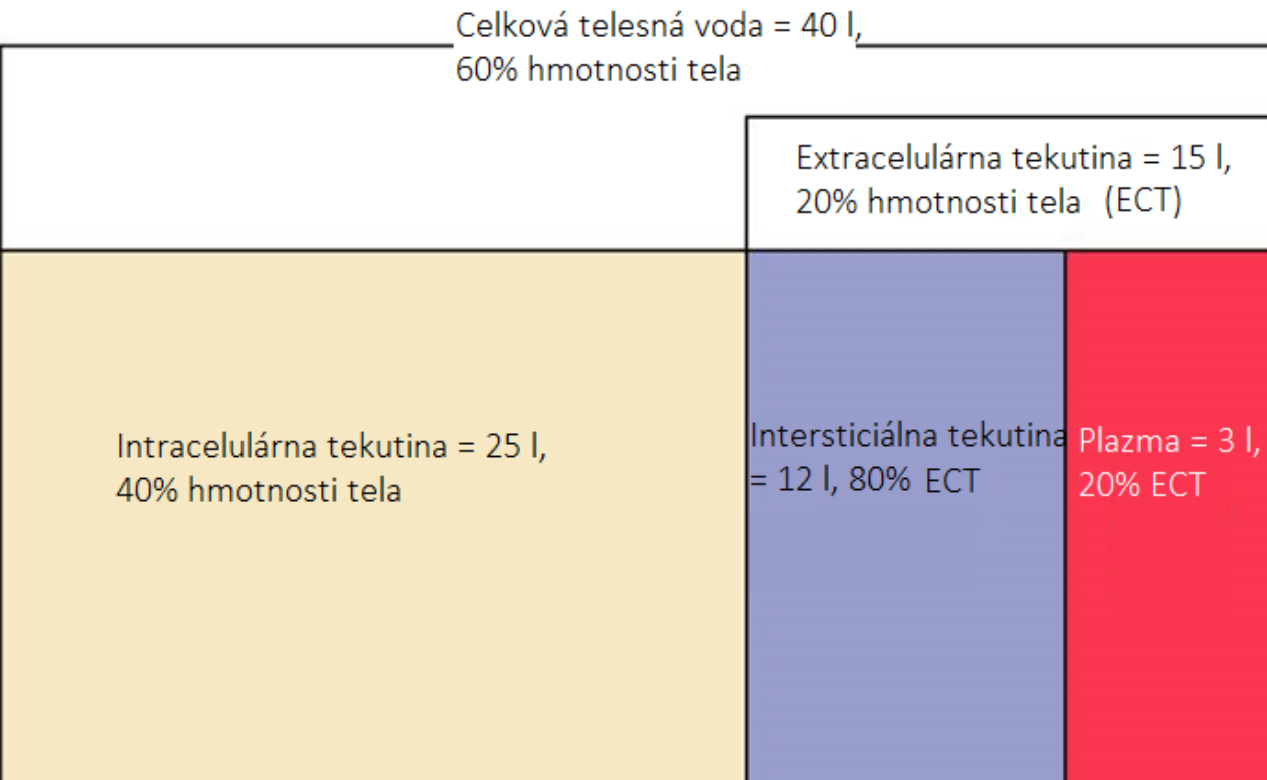 Celková telesná voda = 40 l,
60% hmotnosti tela
Extracelulárna tekutina = 15 l,
20% hmotnosti tela (ECT)
Intracelulárna tekutina = 25 l,
40% hmotnosti tela
Intersticiálna tekutina
= 12 l, 80% ECT
Plazma = 3 l,
20% ECT